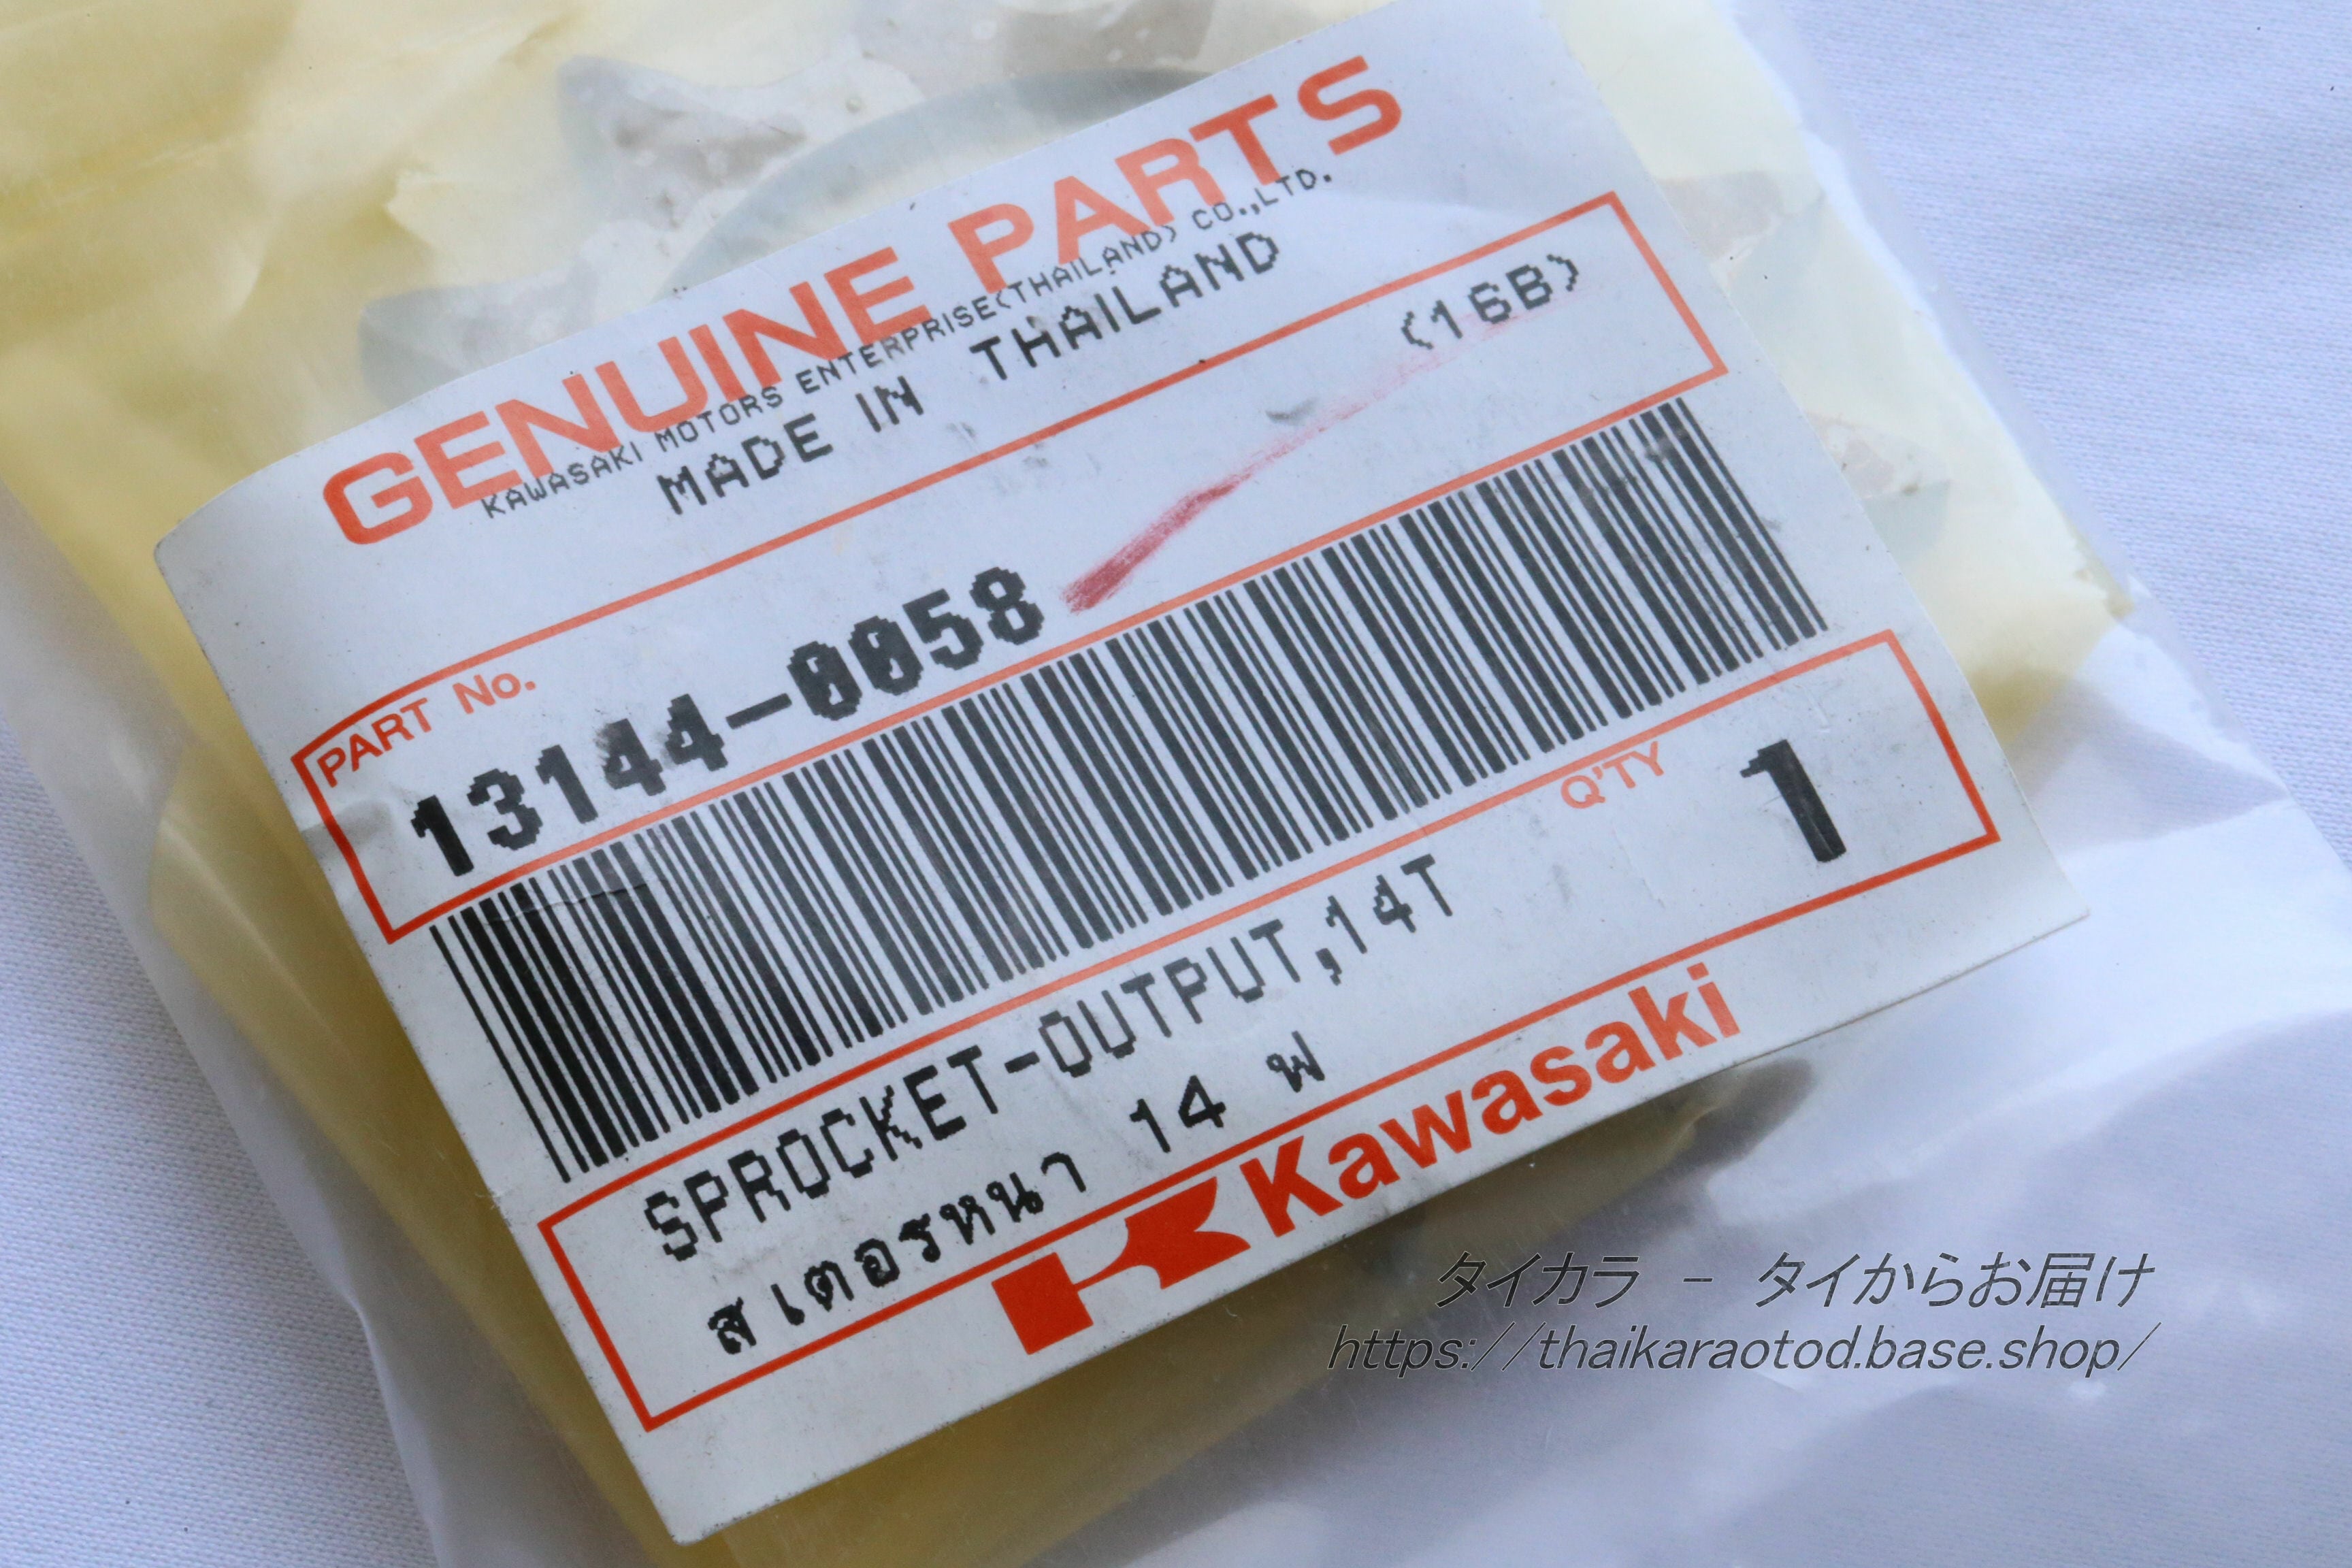 GENUINE PARTS
KAWASAKI MOTORS ENTERPRISE(THAILAND) CO.,LTD.
MADE IN THAILAND
(16B)
PART No.
13144-0058
Q'TY
1
SPROCKET-OUTPUT,14T
สเตอรหนา 14 ฟ
Kawasaki
タイカラ - タイからお届け
https://thaikaraotod.base.shop/